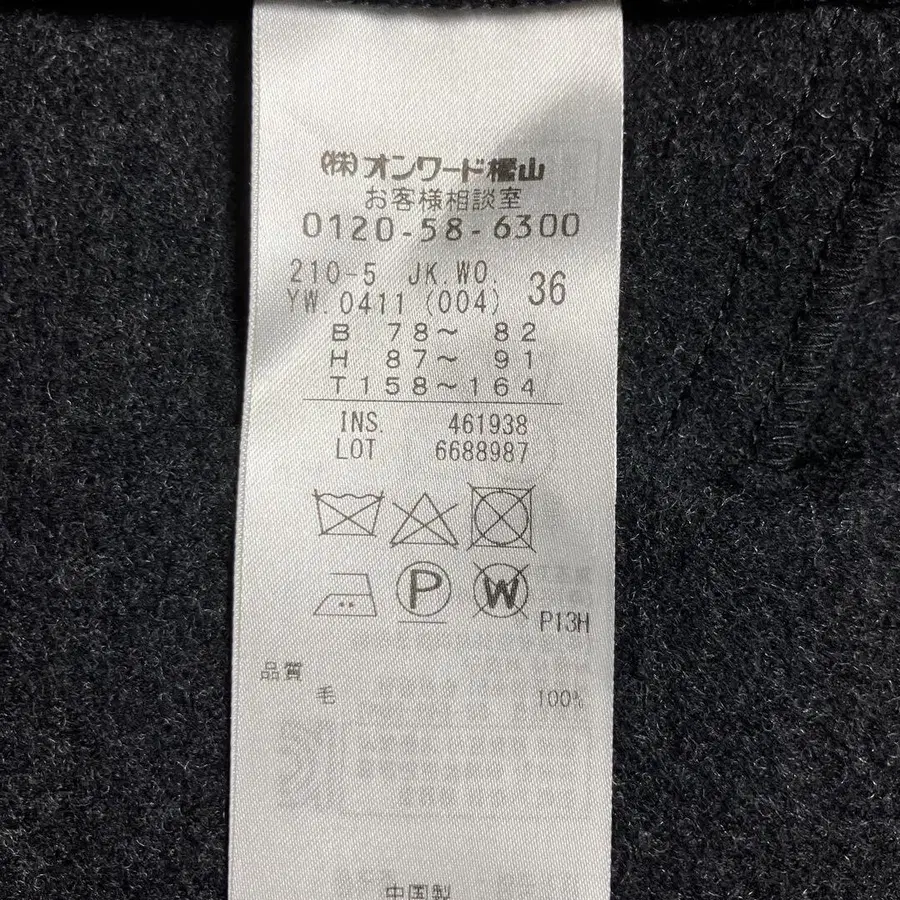 (株)オンワード樫山
お客様相談室
0120-58-6300
210-5 JK.WO. 36
YW.0411 (004)
B 78～ 82
H 87～ 91
T158～164
INS. 461938
LOT 6688987
P
W
P13H
品質
毛 100%
中国製